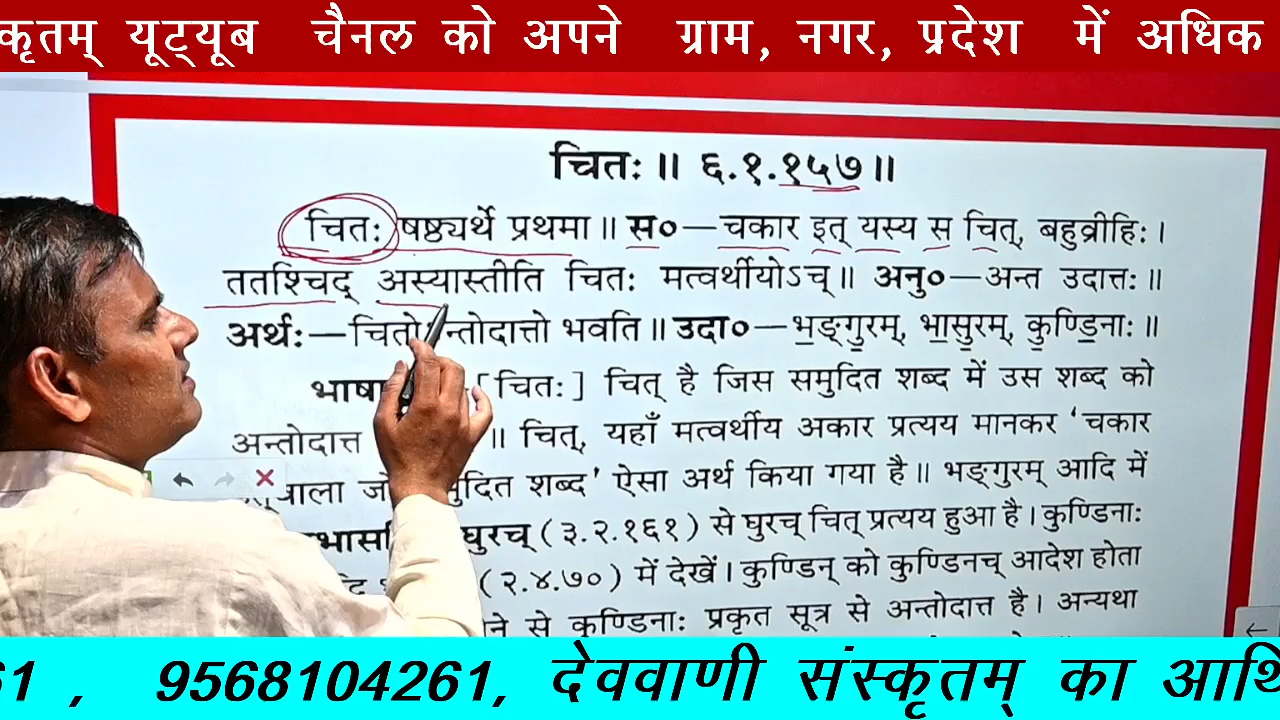 कृतम् यूट्यूब चैनल को अपने ग्राम, नगर, प्रदेश में अधिक
चितः ॥ ६.१.१५७ ॥
चितः षष्ठ्यर्थे प्रथमा ॥ स०—चकार इत् यस्य स चित्, बहुव्रीहिः ।
ततश्चिद् अस्यास्तीति चितः मत्वर्थीयोऽच् ॥ अनु०—अन्त उदात्तः ॥
अर्थः—चितोऽन्तोदात्तो भवति ॥ उदा०—भ॒ङ्गु॒रम्, भा॒सु॒रम्, कु॒ण्डि॒नाः ॥
[चितः] चित् है जिस समुदित शब्द में उस शब्द को
अन्तोदात्त ॥ चित्, यहाँ मत्वर्थीय अकार प्रत्यय मानकर ‘चकार
शब्द’ ऐसा अर्थ किया गया है ॥ भङ्गुरम् आदि में
घुरच् (३.२.१६१) से घुरच् चित् प्रत्यय हुआ है । कुण्डिनाः
(२.४.७०) में देखें । कुण्डिन् को कुण्डिनच् आदेश होता
से कुण्डिनाः प्रकृत सूत्र से अन्तोदात्त है । अन्यथा
61 , 9568104261, देववाणी संस्कृतम् का आर्थि